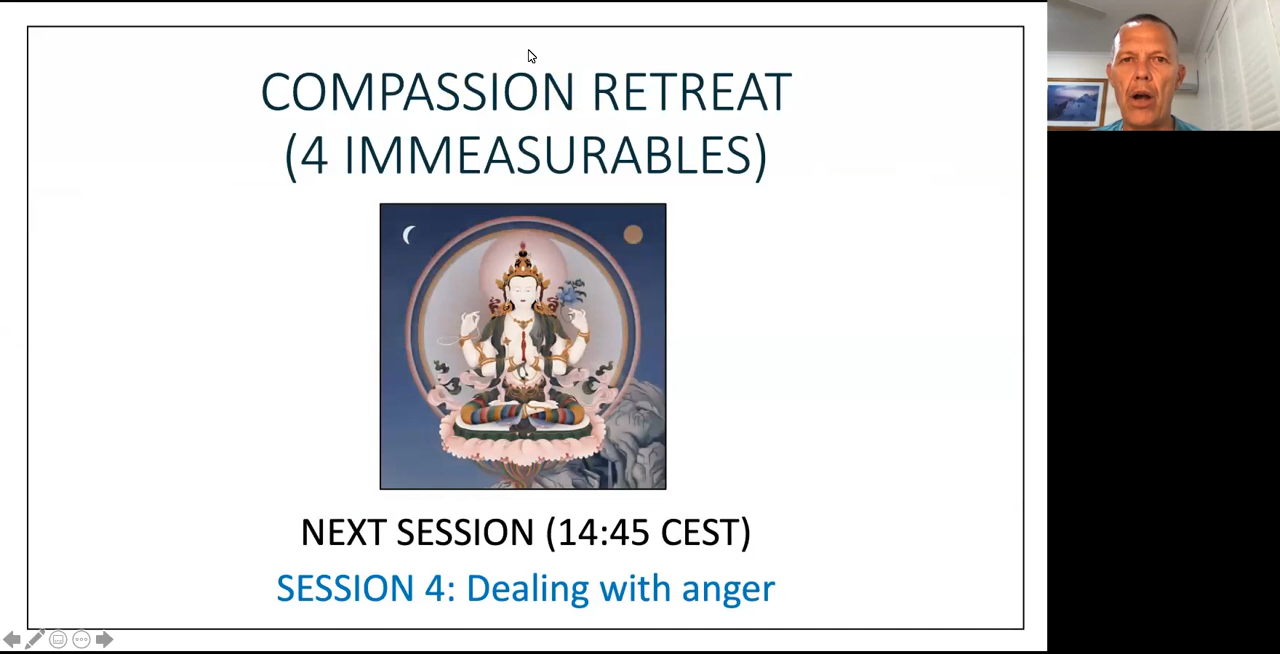 COMPASSION RETREAT
(4 IMMEASURABLES)
NEXT SESSION (14:45 CEST)
SESSION 4: Dealing with anger